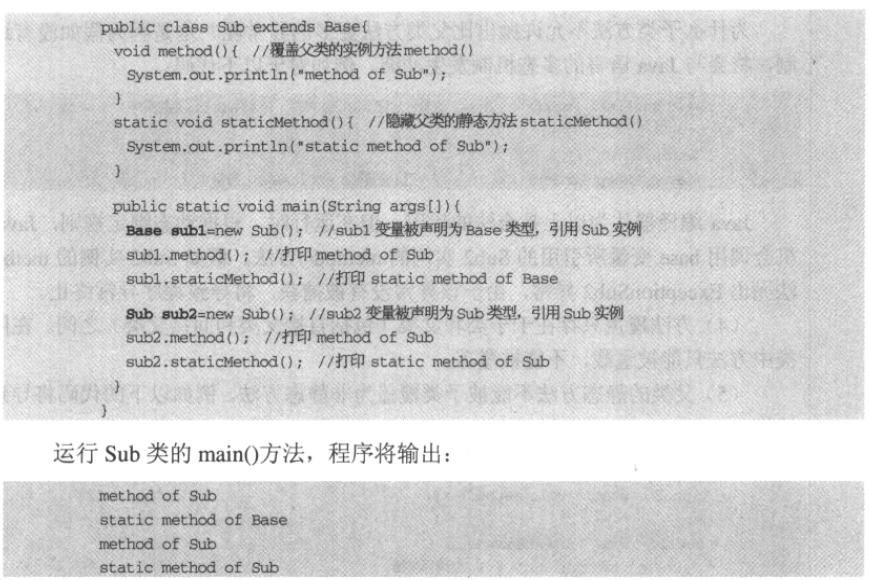 public class Sub extends Base{
void method(){ //覆盖父类的实例方法method()
System.out.println("method of Sub");
}
static void staticMethod(){ //隐藏父类的静态方法staticMethod()
System.out.println("static method of Sub");
}
public static void main(String args[]){
Base sub1=new Sub(); //sub1变量被声明为Base类型，引用Sub实例
sub1.method(); //打印 method of Sub
sub1.staticMethod(); //打印 static method of Base
Sub sub2=new Sub(); //sub2 变量被声明为Sub类型，引用Sub实例
sub2.method(); //打印 method of Sub
sub2.staticMethod(); //打印 static method of Sub
}
}
运行 Sub 类的 main()方法，程序将输出：
method of Sub
static method of Base
method of Sub
static method of Sub